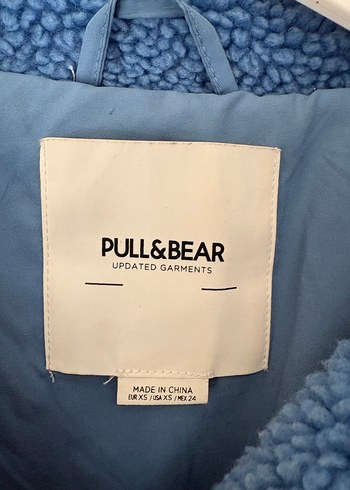 PULL&BEAR
UPDATED GARMENTS
MADE IN CHINA
EUR XS / USA XS / MEX 24